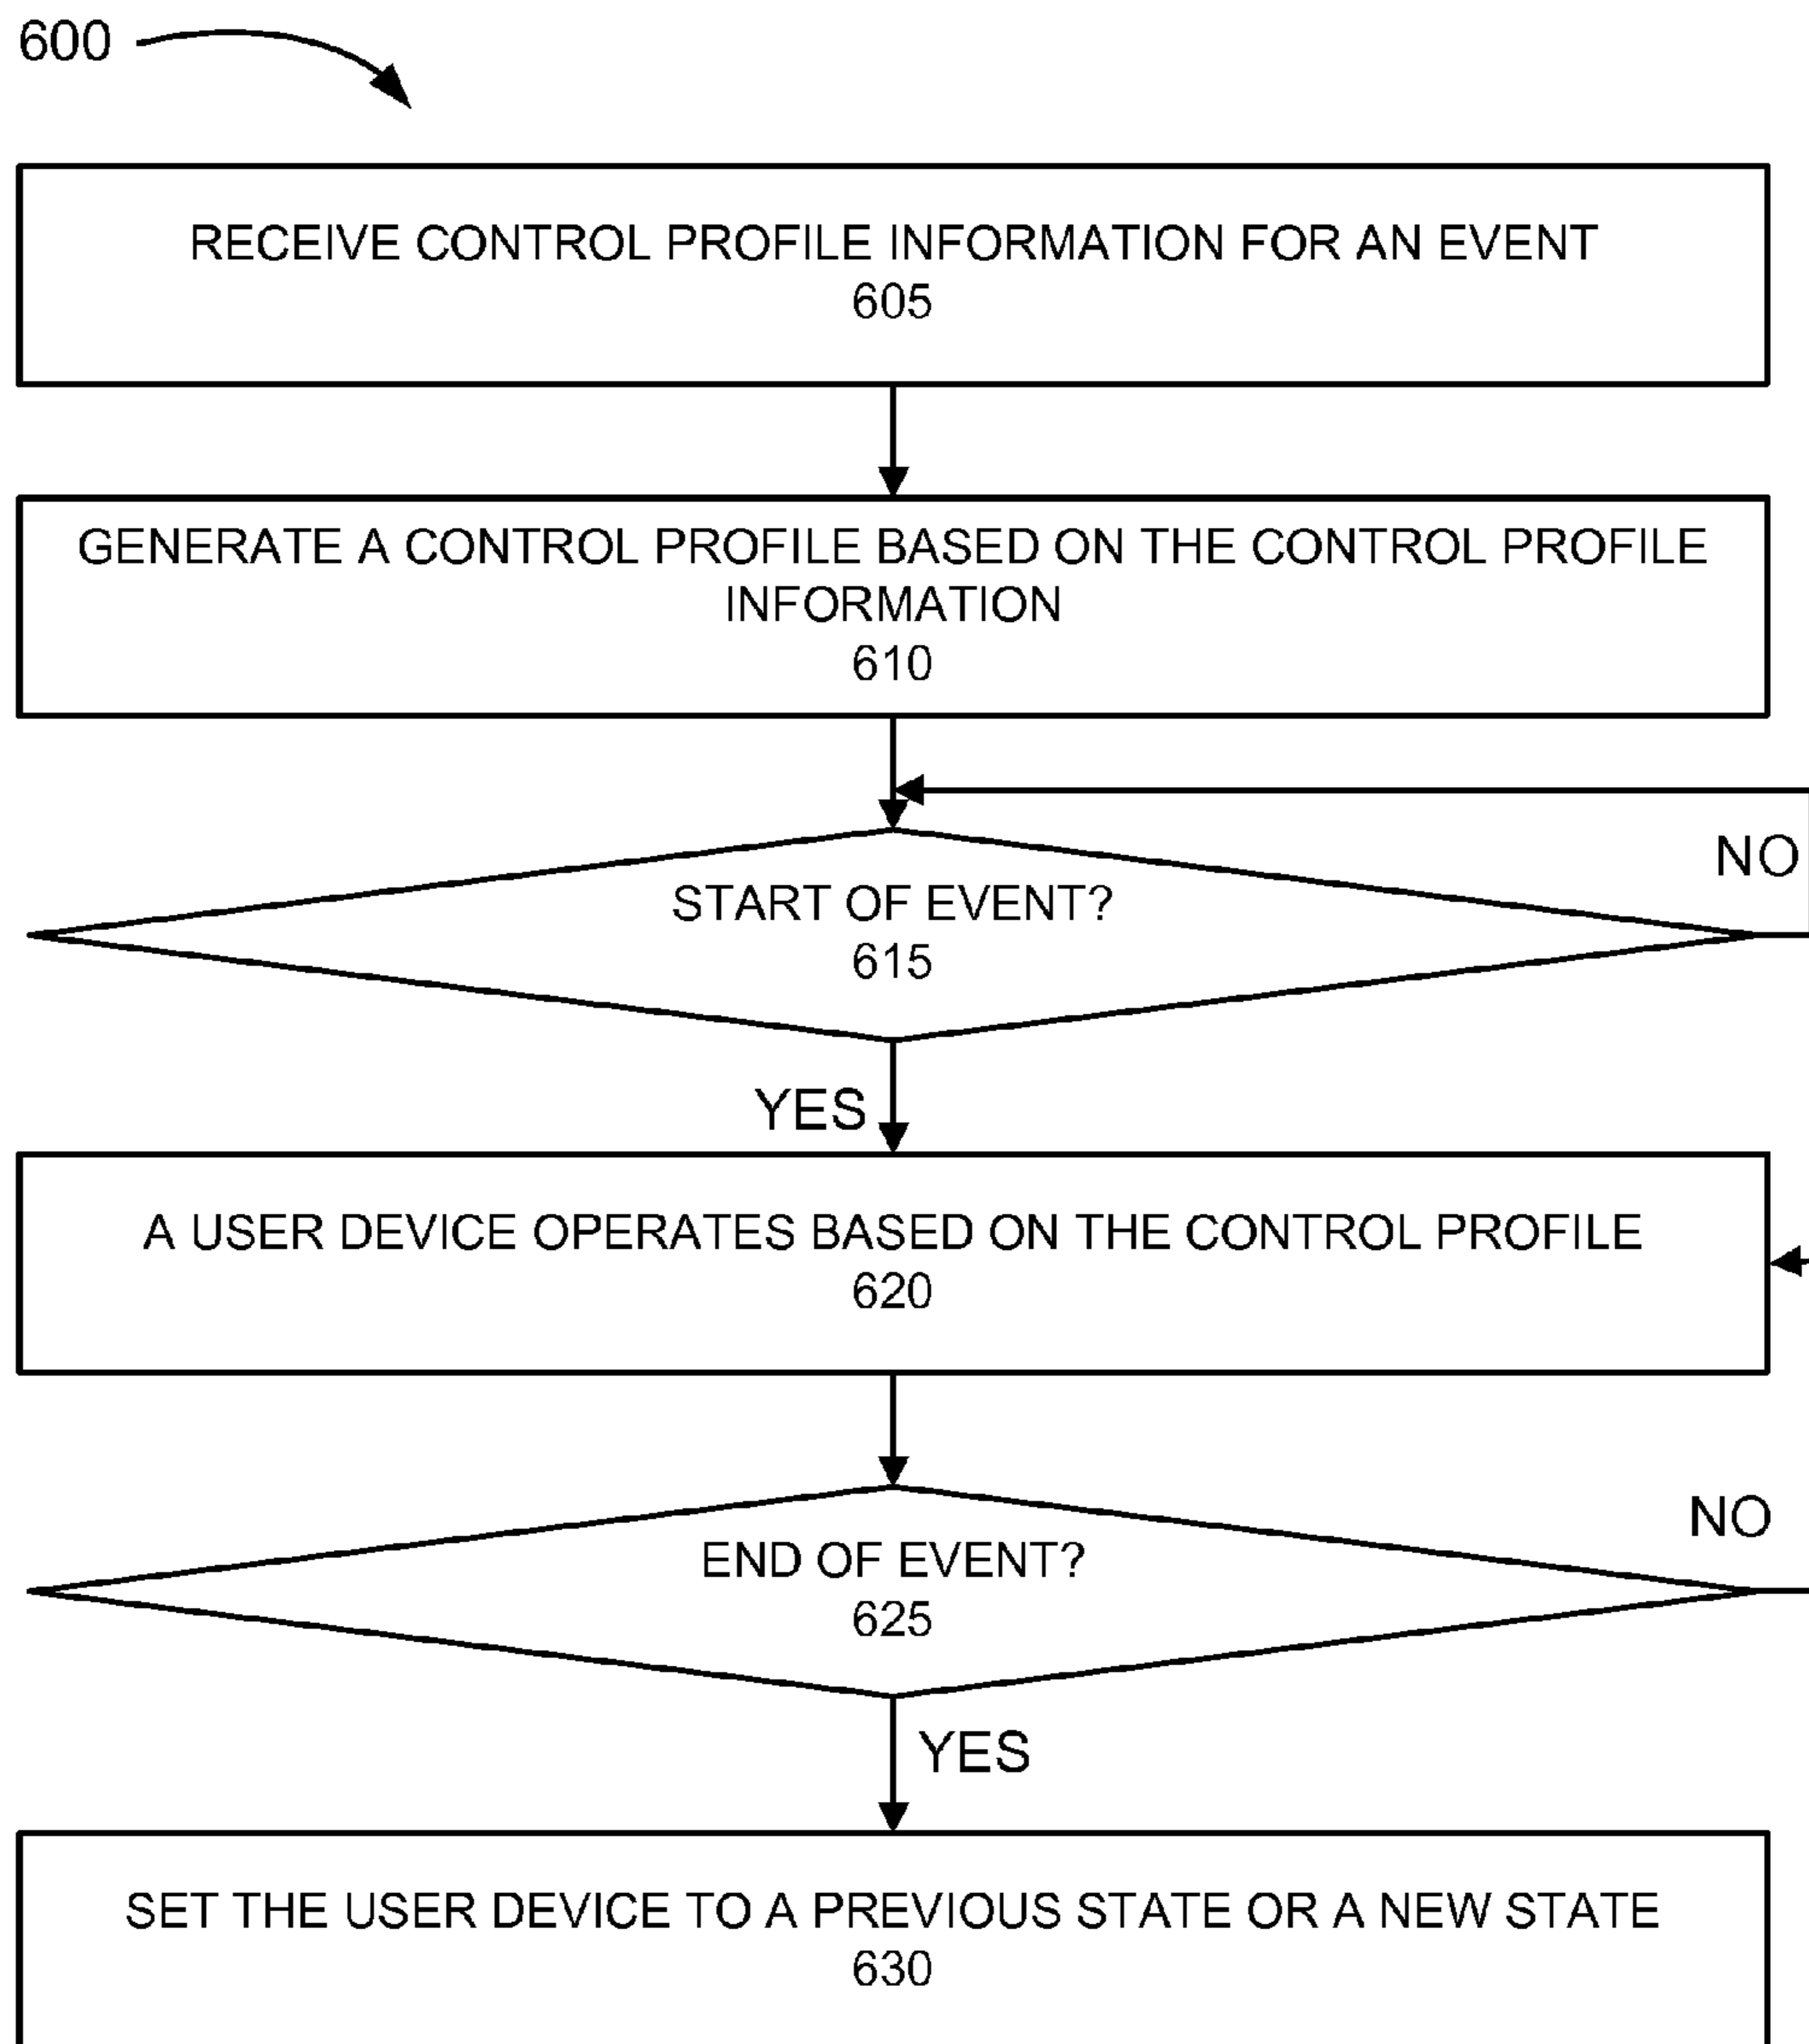 600
RECEIVE CONTROL PROFILE INFORMATION FOR AN EVENT
605
GENERATE A CONTROL PROFILE BASED ON THE CONTROL PROFILE
INFORMATION
610
NO
START OF EVENT?
615
YES
A USER DEVICE OPERATES BASED ON THE CONTROL PROFILE
620
NO
END OF EVENT?
625
YES
SET THE USER DEVICE TO A PREVIOUS STATE OR A NEW STATE
630